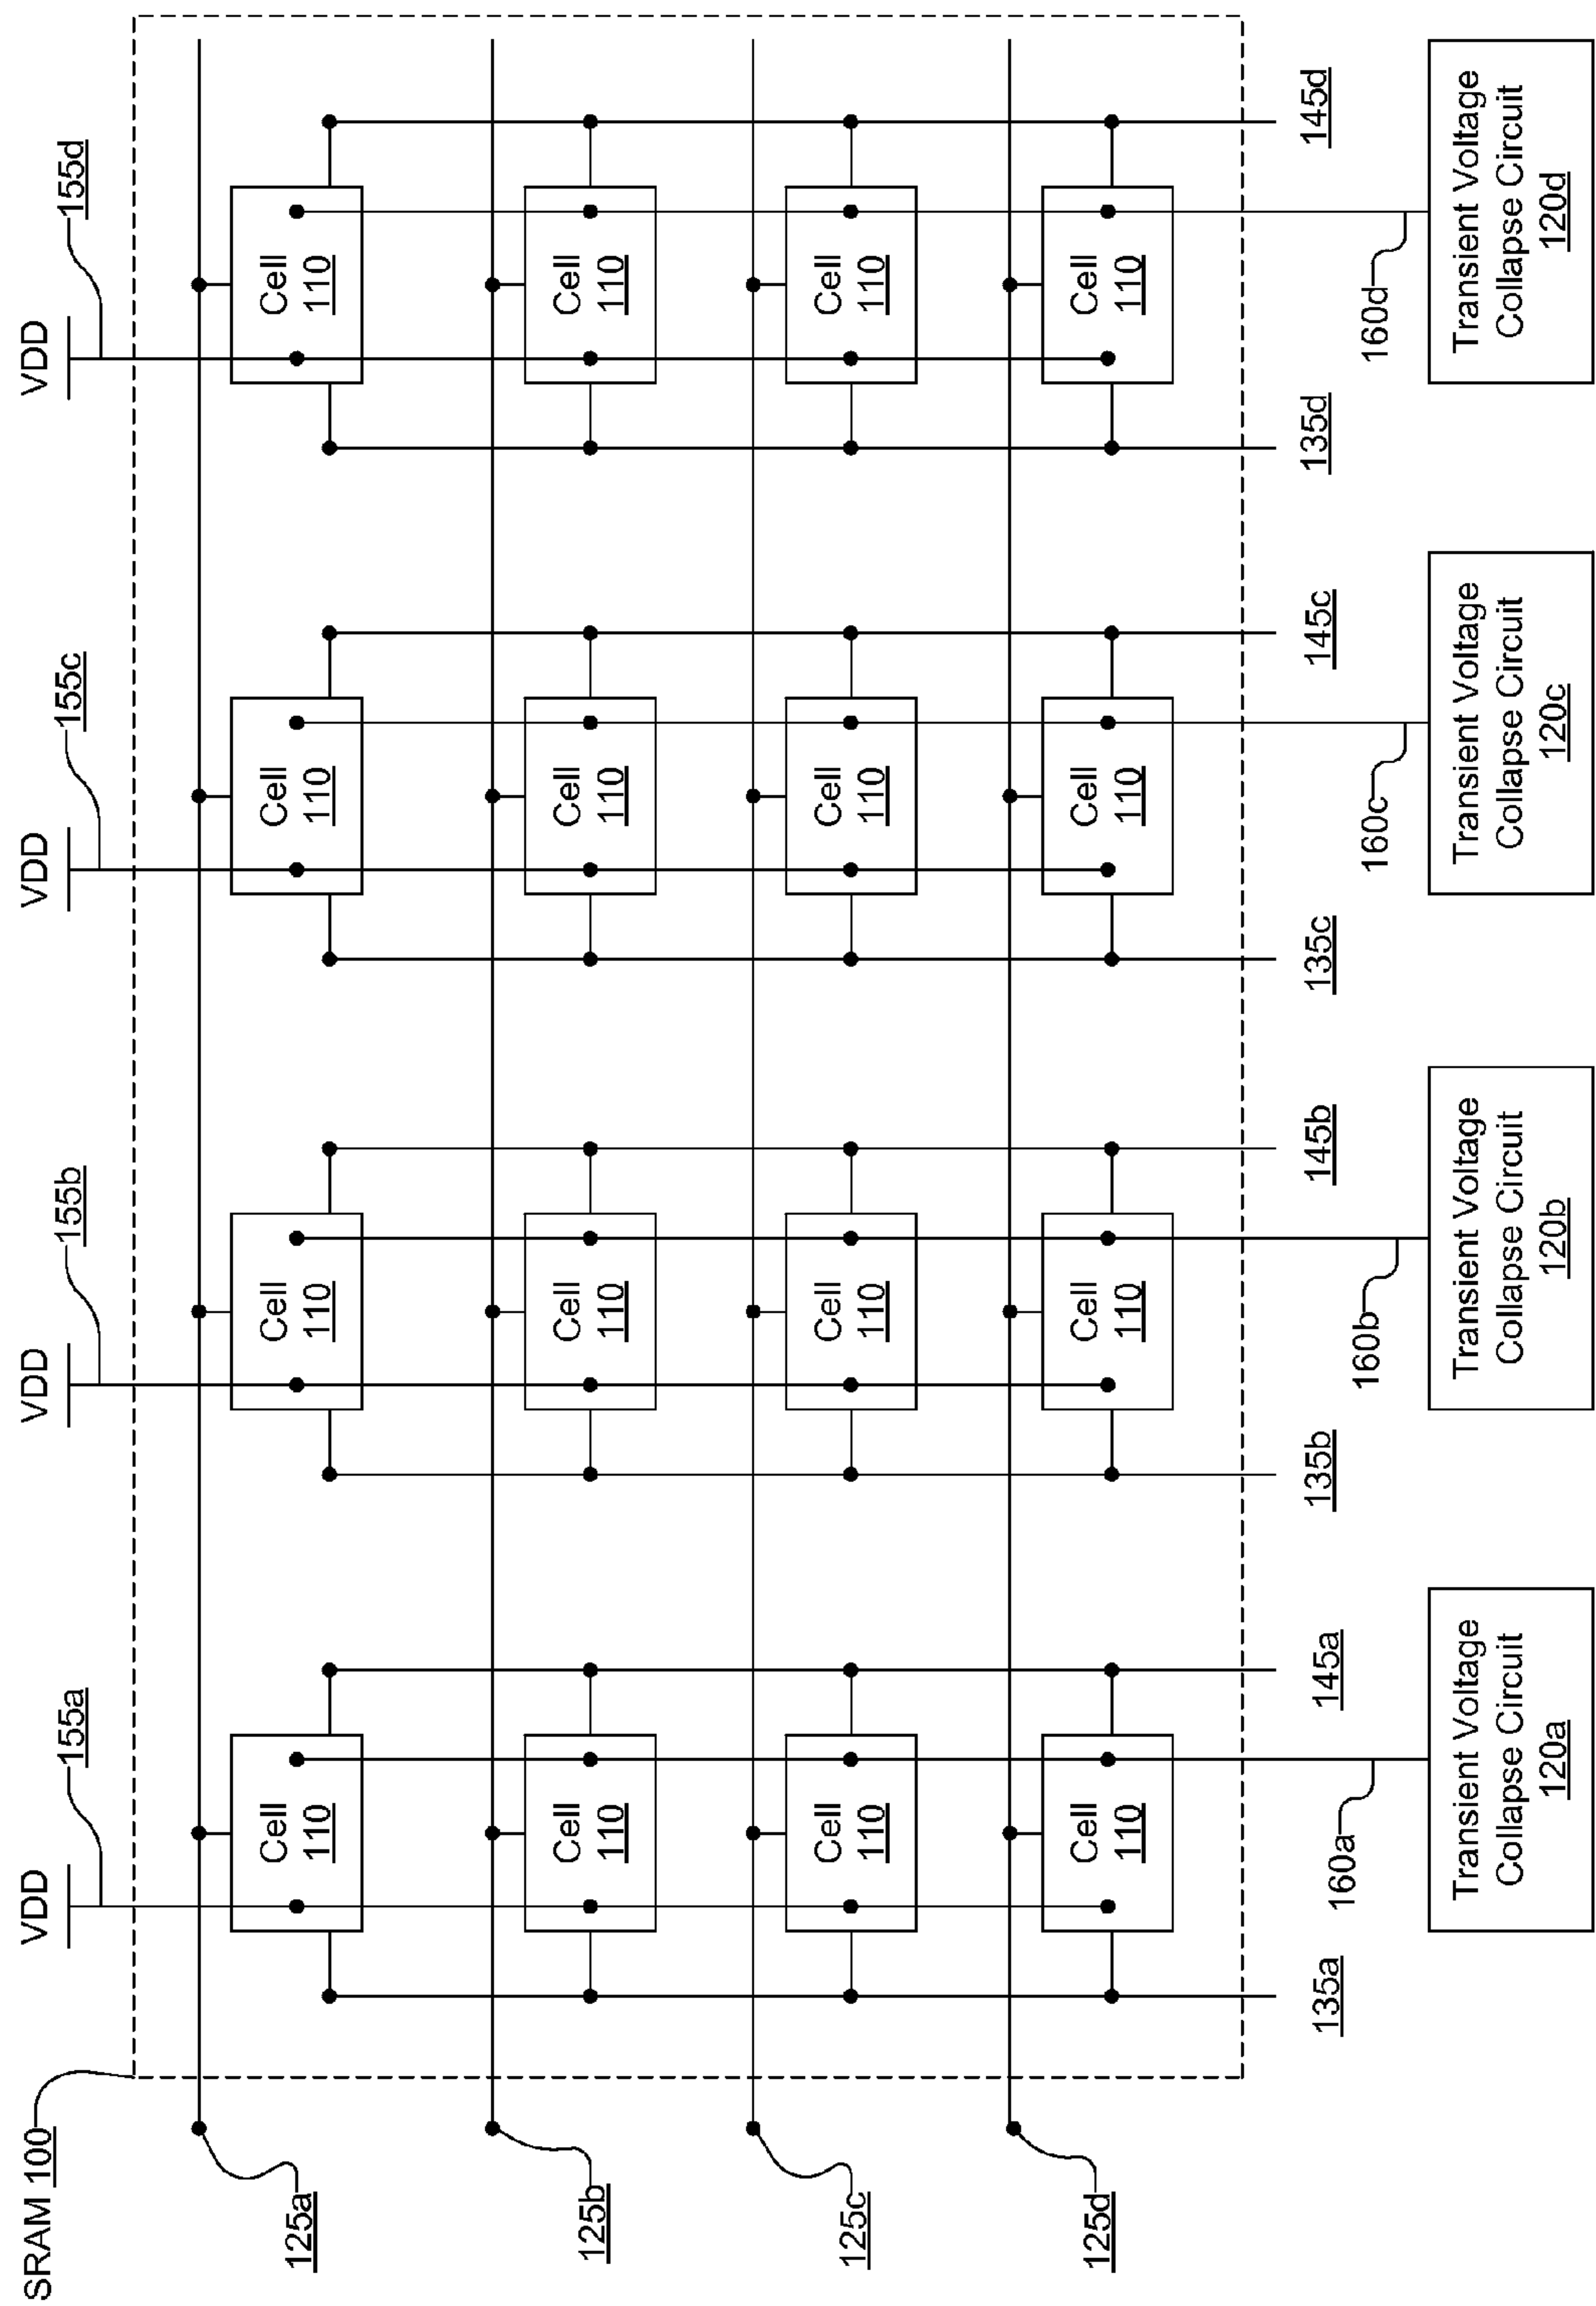 SRAM 100
VDD
155a
VDD
155b
VDD
155c
VDD
155d
125a
Cell
110
Cell
110
Cell
110
Cell
110
125b
Cell
110
Cell
110
Cell
110
Cell
110
125c
Cell
110
Cell
110
Cell
110
Cell
110
125d
Cell
110
Cell
110
Cell
110
Cell
110
135a
145a
135b
145b
135c
145c
135d
145d
160a
160b
160c
160d
Transient Voltage
Collapse Circuit
120a
Transient Voltage
Collapse Circuit
120b
Transient Voltage
Collapse Circuit
120c
Transient Voltage
Collapse Circuit
120d